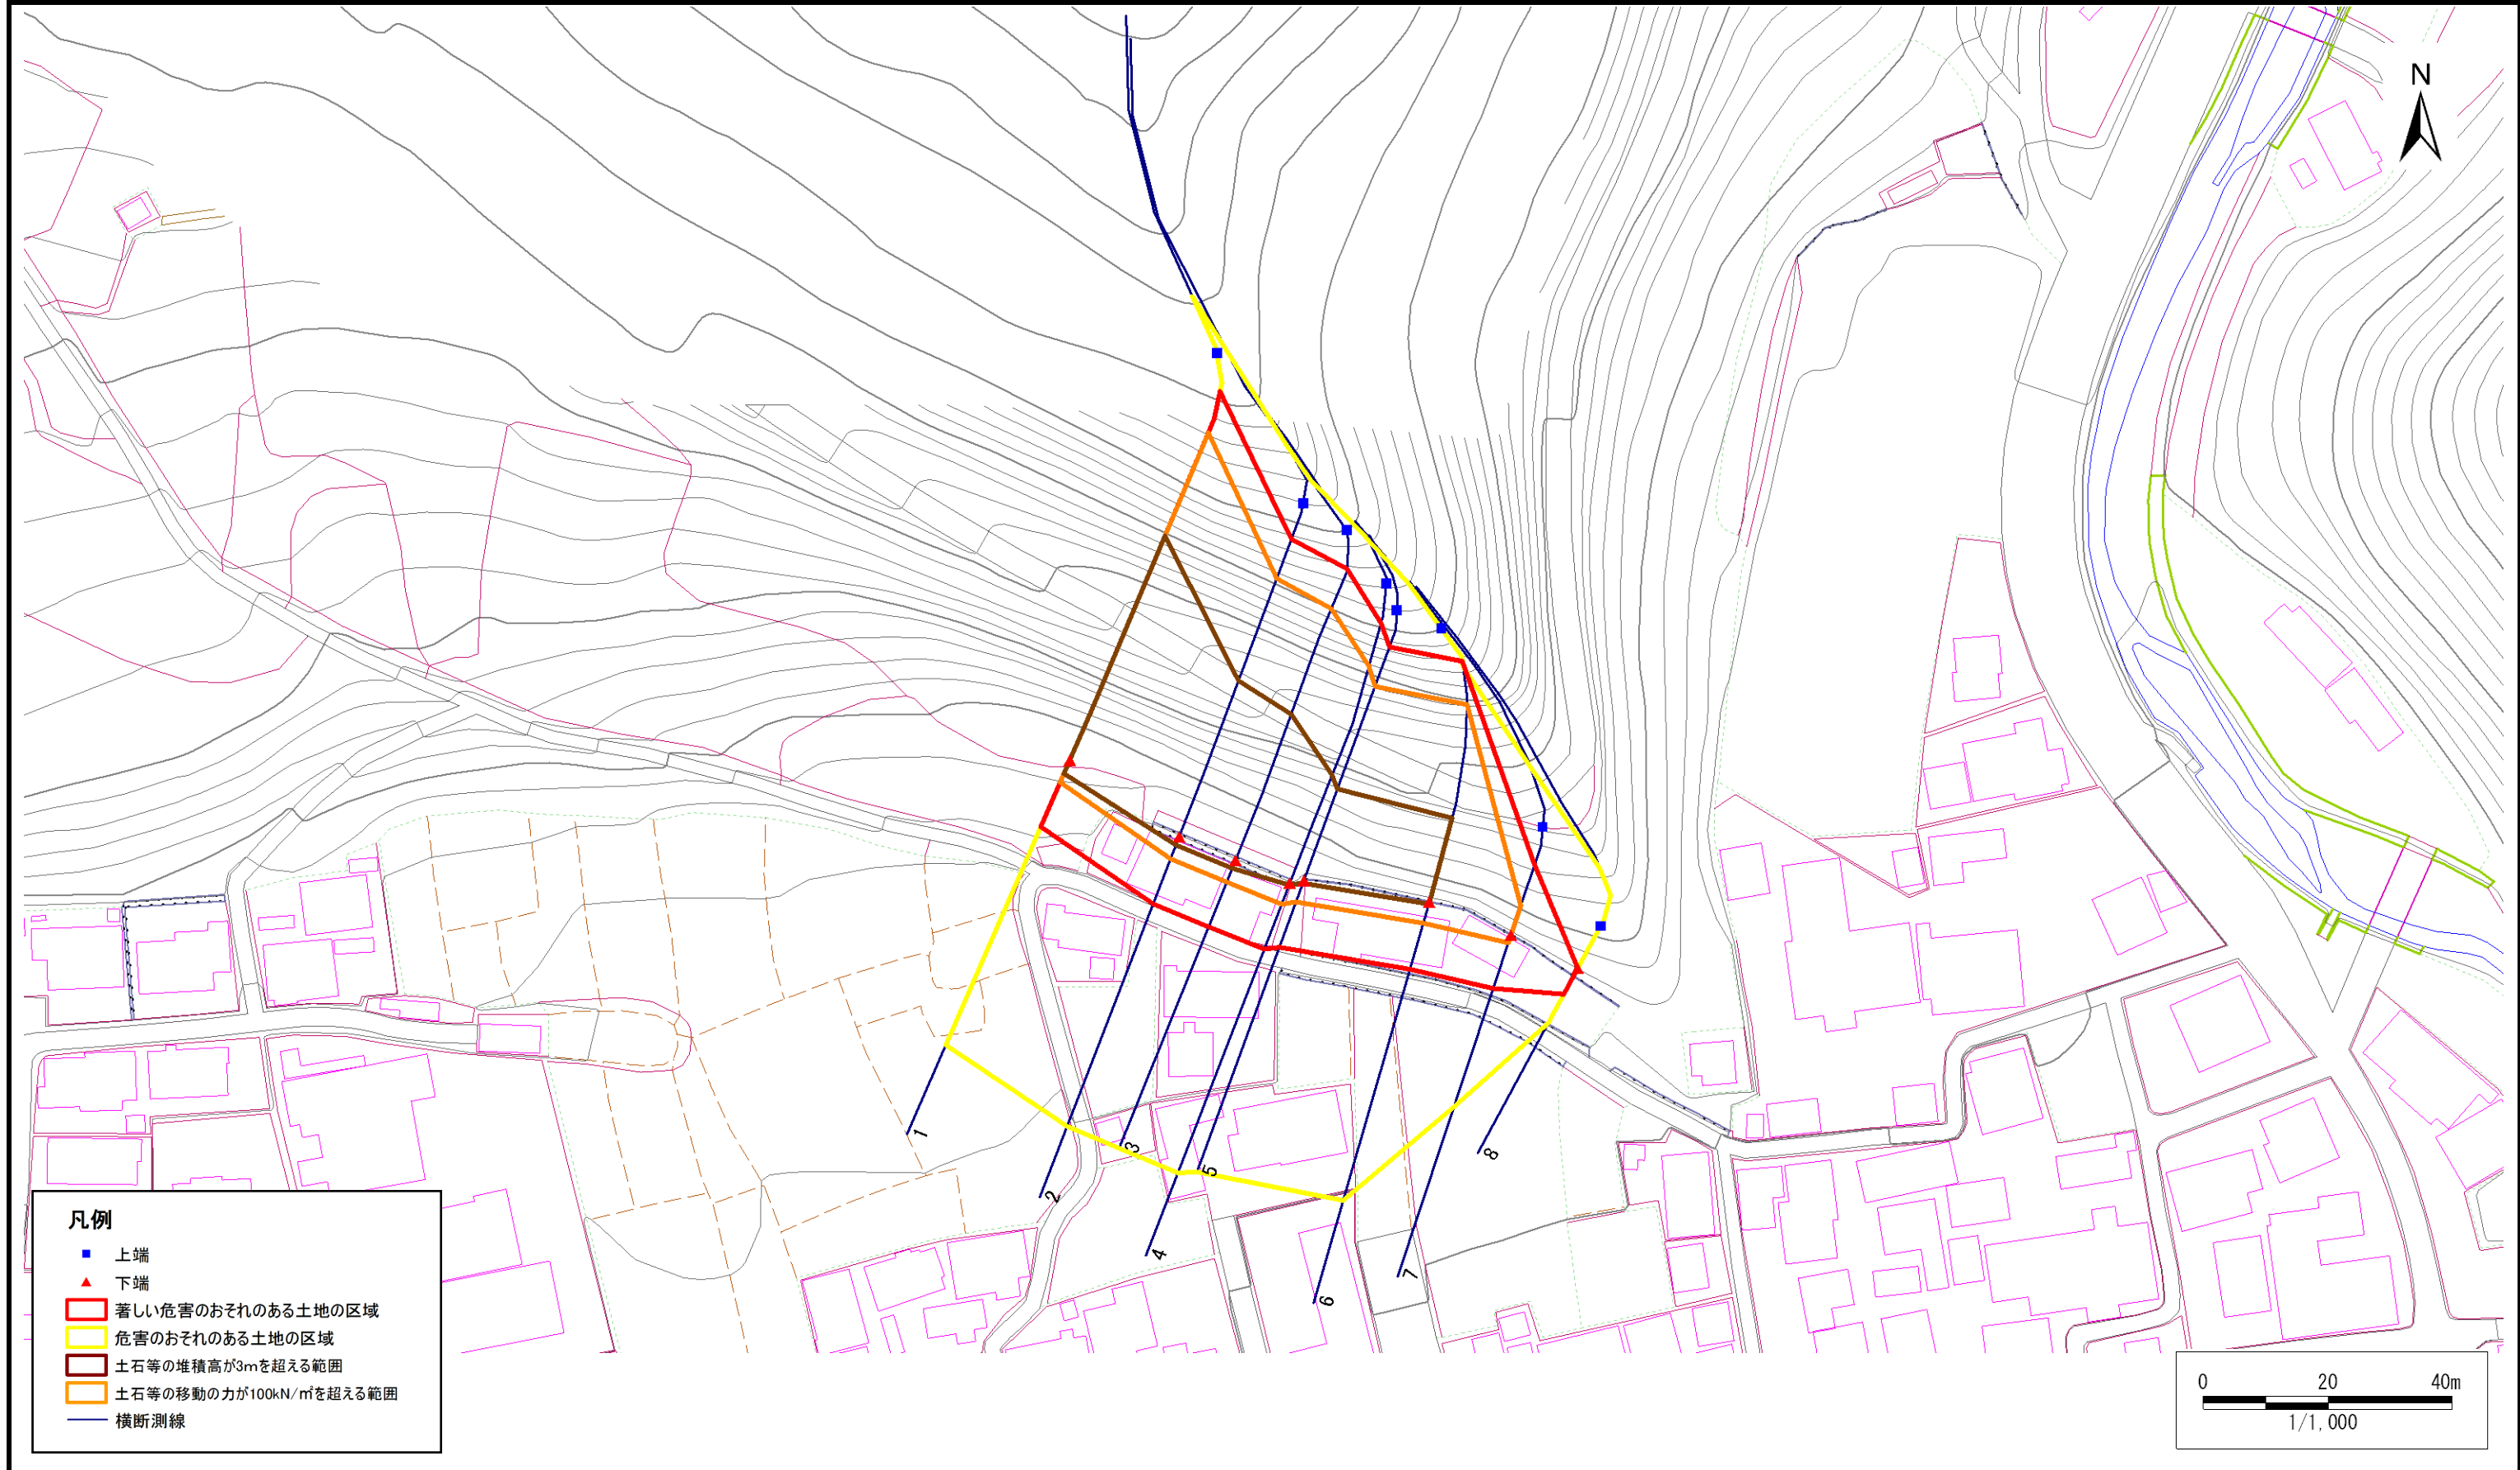 N
1
2
3
4
5
6
7
8
凡例
上端
下端
著しい危害のおそれのある土地の区域
危害のおそれのある土地の区域
土石等の堆積高が3mを超える範囲
土石等の移動の力が100kN/㎡を超える範囲
横断測線
0 20 40m
1/1,000